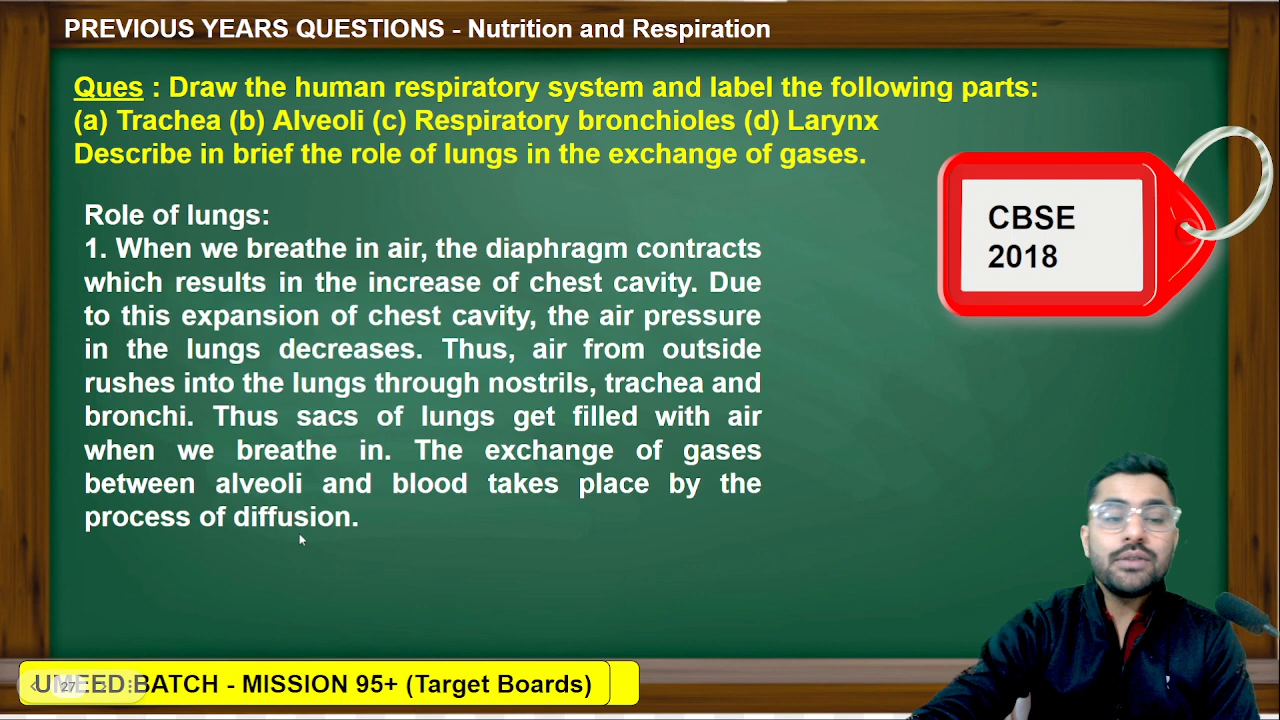 PREVIOUS YEARS QUESTIONS - Nutrition and Respiration
Ques : Draw the human respiratory system and label the following parts:
(a) Trachea (b) Alveoli (c) Respiratory bronchioles (d) Larynx
Describe in brief the role of lungs in the exchange of gases.
CBSE
2018
Role of lungs:
1. When we breathe in air, the diaphragm contracts
which results in the increase of chest cavity. Due
to this expansion of chest cavity, the air pressure
in the lungs decreases. Thus, air from outside
rushes into the lungs through nostrils, trachea and
bronchi. Thus sacs of lungs get filled with air
when we breathe in. The exchange of gases
between alveoli and blood takes place by the
process of diffusion.
UMEED BATCH - MISSION 95+ (Target Boards)
27